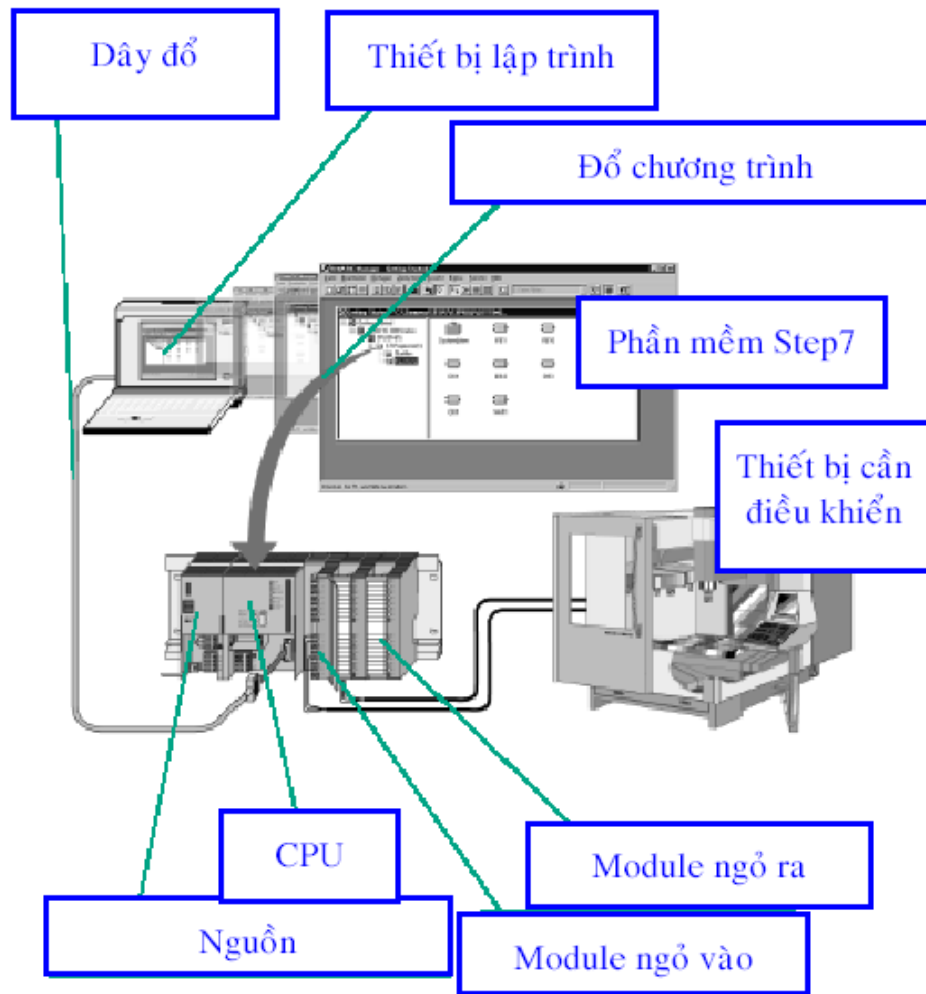 Dây đổ
Thiết bị lập trình
Đổ chương trình
Phần mềm Step7
Thiết bị cần
điều khiển
CPU
Module ngỏ ra
Nguồn
Module ngỏ vào